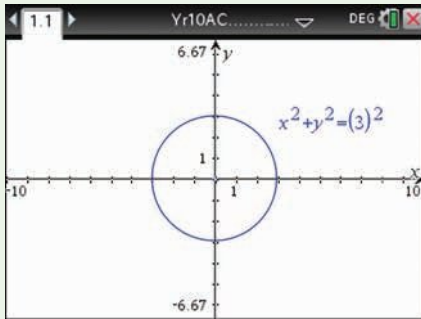 1.1 Yr10AC............ DEG
6.67 y
x²+y²=(3)²
1
x
-10 1 10
-6.67